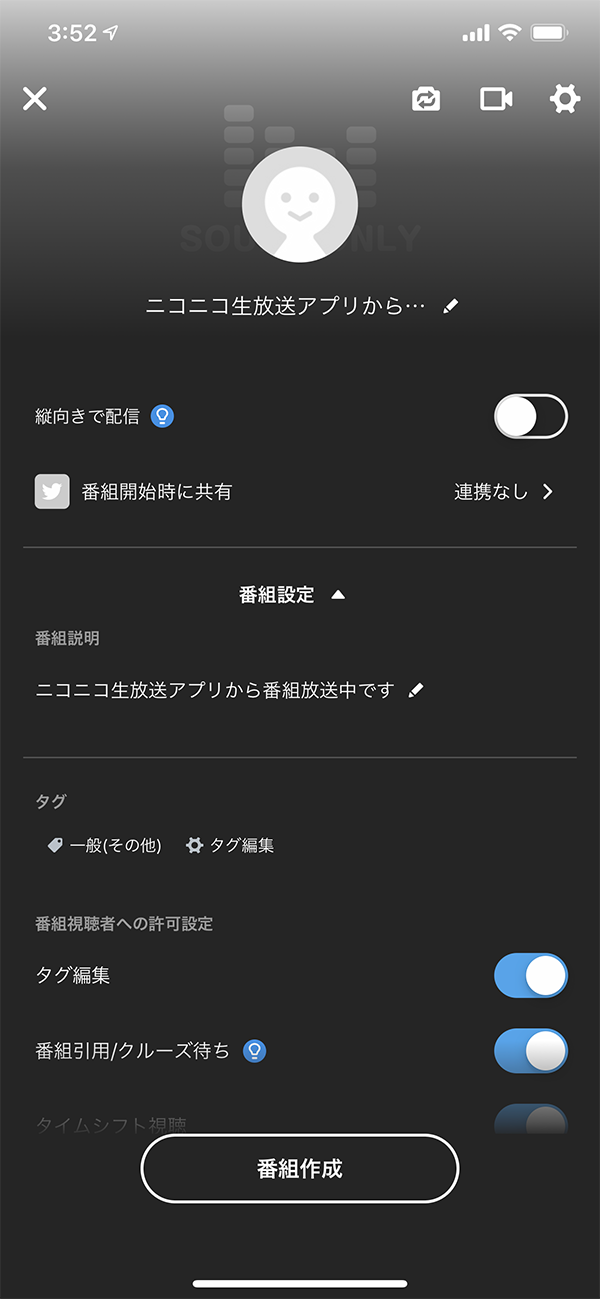 3:52
SOU NLY
ニコニコ生放送アプリから…
縦向きで配信
番組開始時に共有
連携なし
番組設定
番組説明
ニコニコ生放送アプリから番組放送中です
タグ
一般(その他)
タグ編集
番組視聴者への許可設定
タグ編集
番組引用/クルーズ待ち
タイムシフト視聴
番組作成